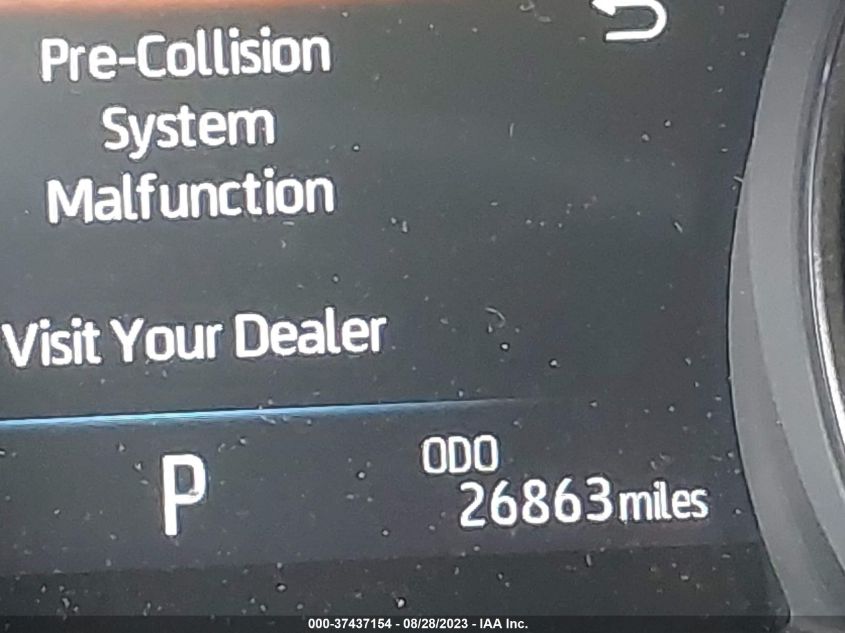 Pre-Collision
System
Malfunction
Visit Your Dealer
P
ODO
26863 miles
000-37437154 - 08/28/2023 - IAA Inc.